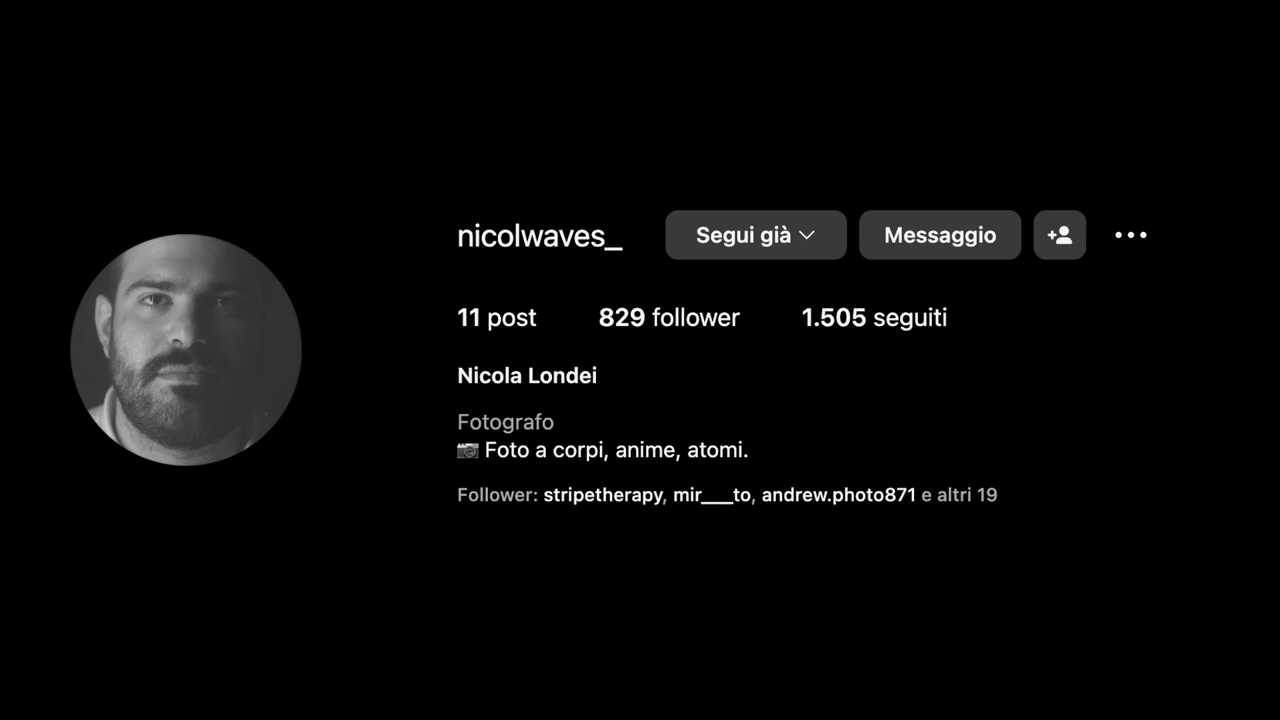 nicolwaves_ Segui già Messaggio
11 post 829 follower 1.505 seguiti
Nicola Londei
Fotografo
📷 Foto a corpi, anime, atomi.
Follower: stripetherapy, mir___to, andrew.photo871 e altri 19